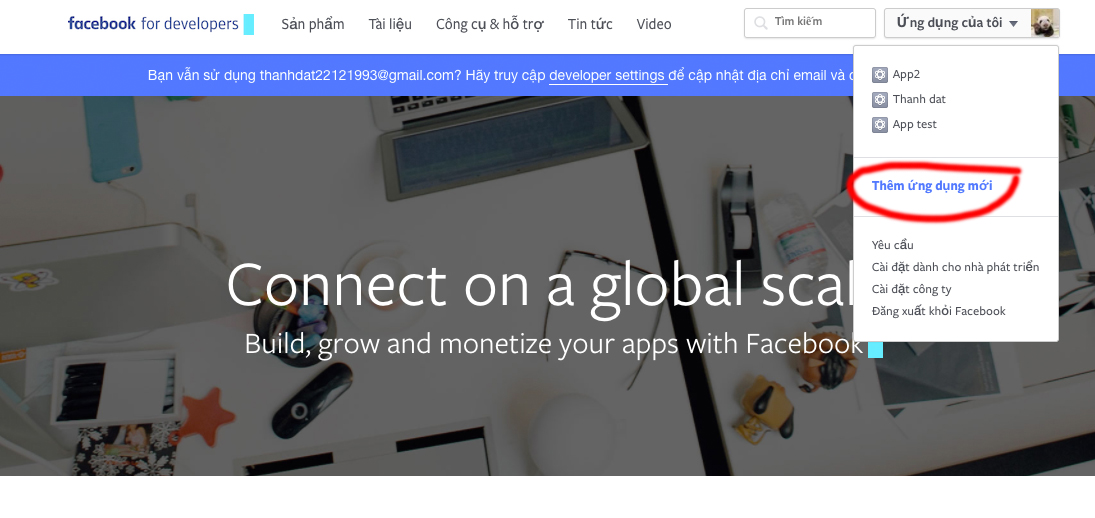 facebook for developers Sản phẩm Tài liệu Công cụ & hỗ trợ Tin tức Video Tìm kiếm Ứng dụng của tôi
Bạn vẫn sử dụng thanhdat22121993@gmail.com? Hãy truy cập developer settings để cập nhật địa chỉ email và
App2
Thanh dat
App test
Thêm ứng dụng mới
Yêu cầu
Cài đặt dành cho nhà phát triển
Cài đặt công ty
Đăng xuất khỏi Facebook
Connect on a global
Build, grow and monetize your apps with Facebook